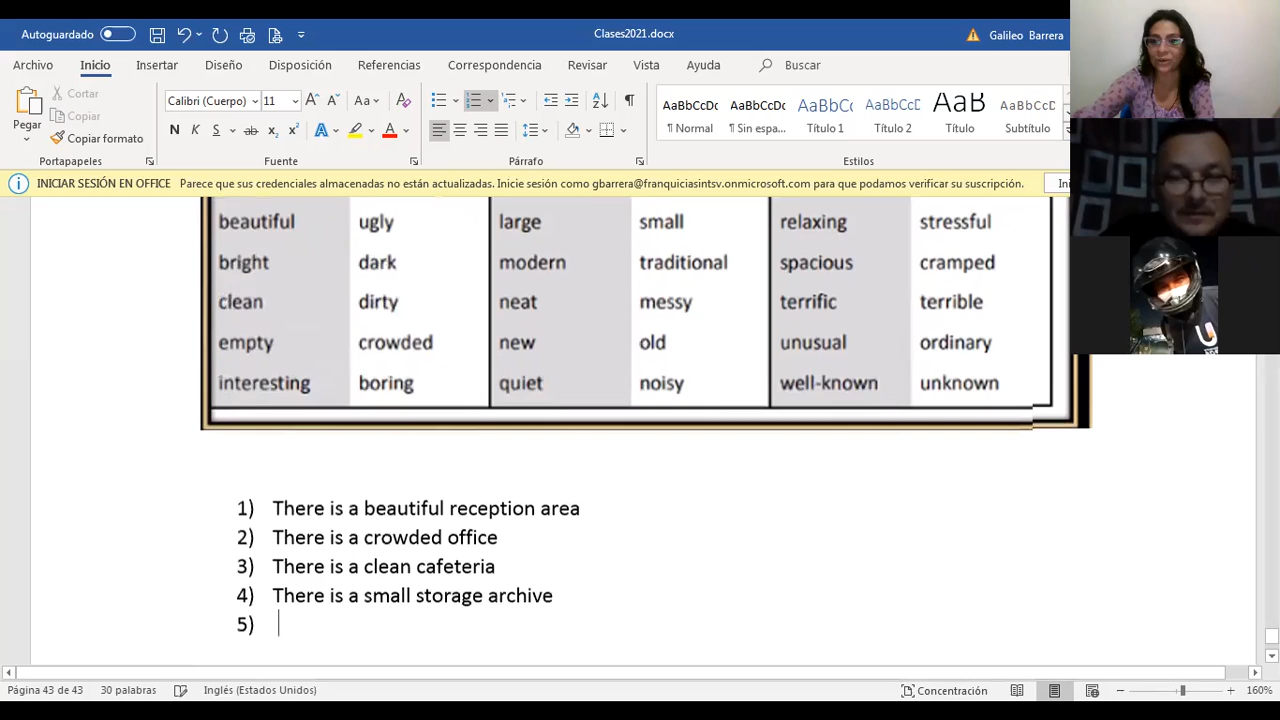 Autoguardado Clases2021.docx Galileo Barrera
Archivo Inicio Insertar Diseño Disposición Referencias Correspondencia Revisar Vista Ayuda Buscar
Pegar
Cortar
Copiar
Copiar formato
Calibri (Cuerpo) 11
AaBbCcDc AaBbCcDc AaBbCc AaBbCcD AaB AaBbCcD
¶ Normal ¶ Sin espa... Título 1 Título 2 Título Subtítulo
Portapapeles Fuente Párrafo Estilos
INICIAR SESIÓN EN OFFICE Parece que sus credenciales almacenadas no están actualizadas. Inicie sesión como gbarrera@franquiciasintsv.onmicrosoft.com para que podamos verificar su suscripción. Ini
beautiful ugly large small relaxing stressful
bright dark modern traditional spacious cramped
clean dirty neat messy terrific terrible
empty crowded new old unusual ordinary
interesting boring quiet noisy well-known unknown
1) There is a beautiful reception area
2) There is a crowded office
3) There is a clean cafeteria
4) There is a small storage archive
5)
Página 43 de 43 30 palabras Inglés (Estados Unidos) Concentración 160%